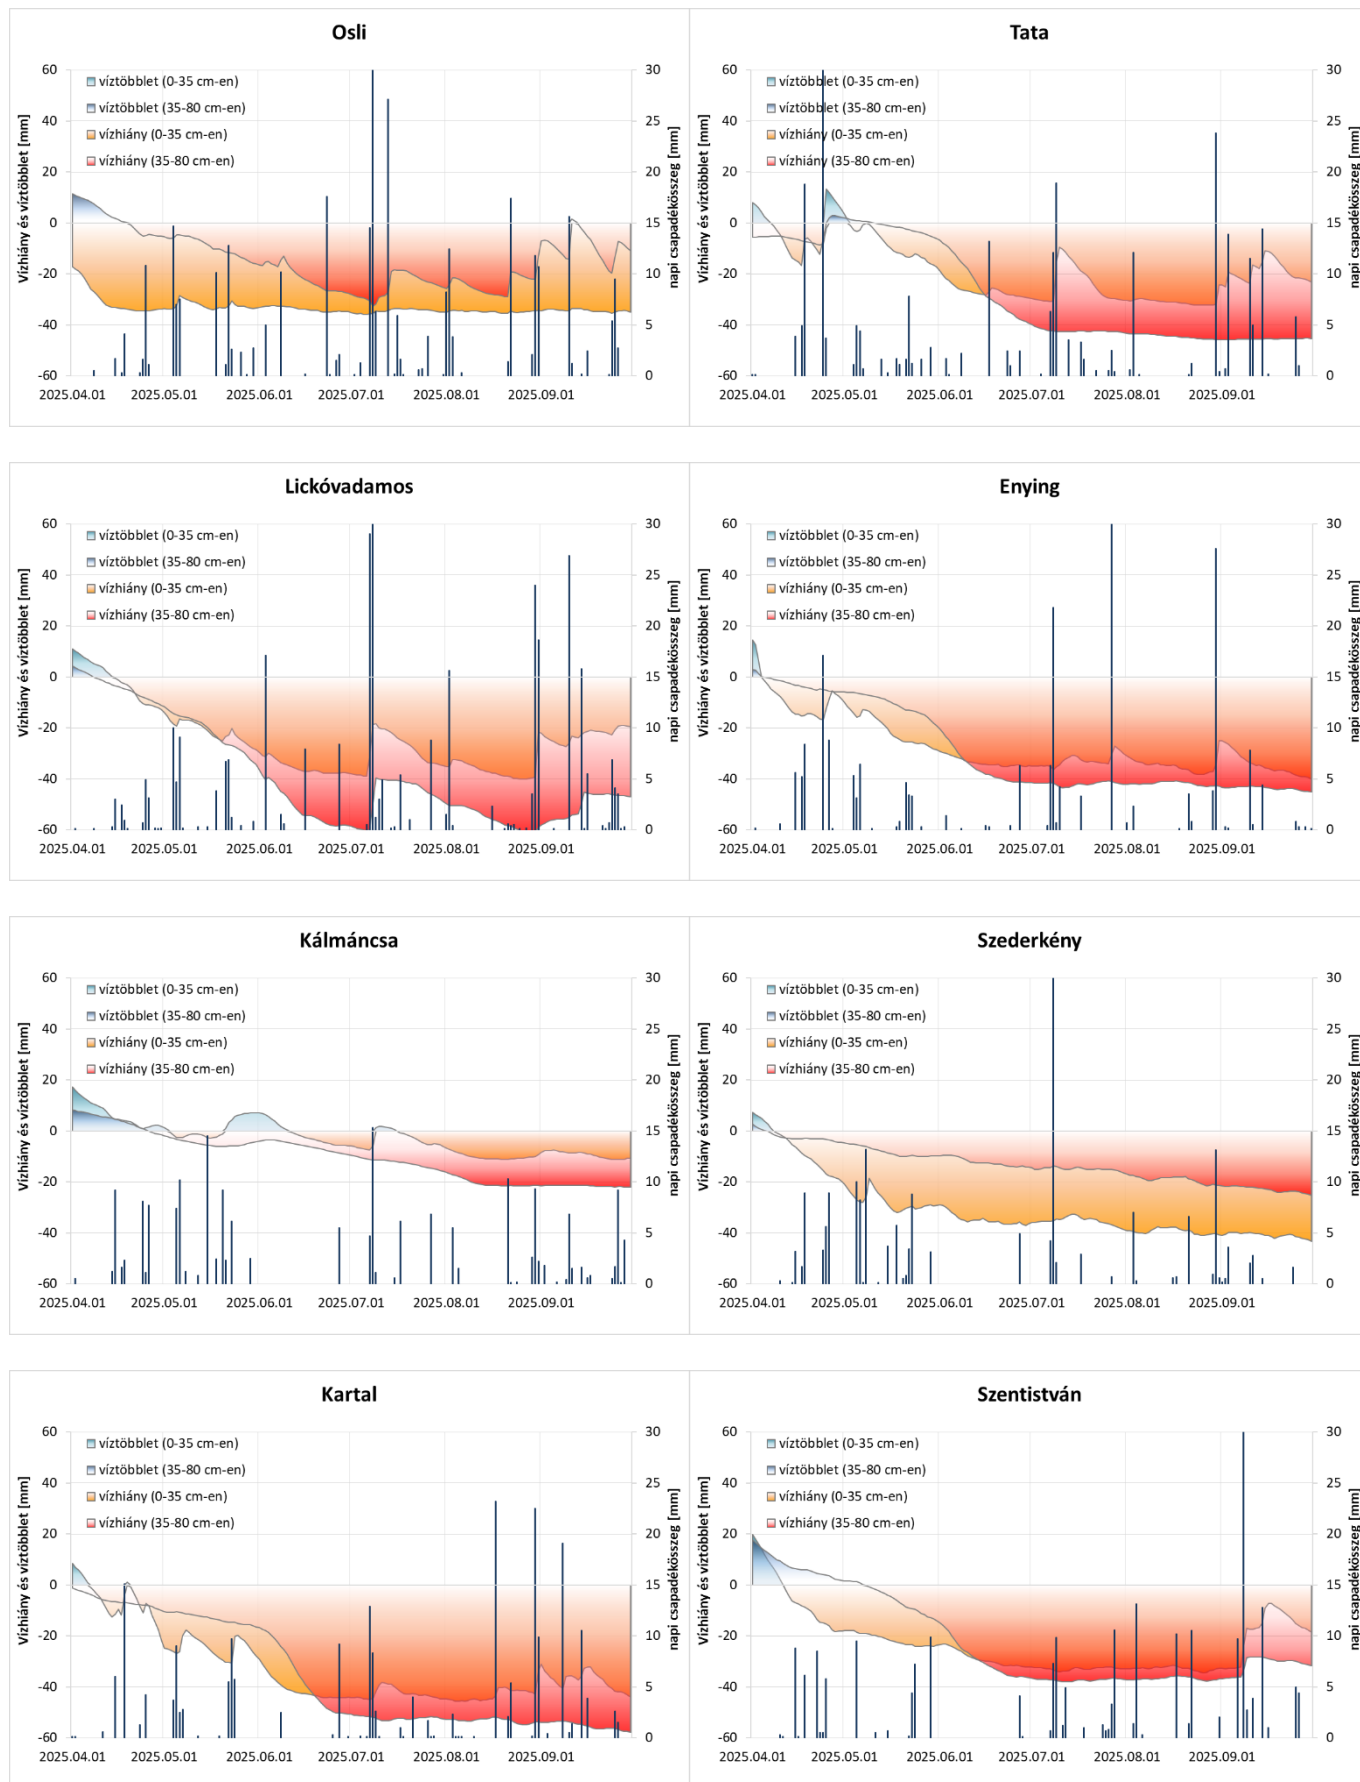 Osli
60
40
20
0
-20
-40
-60
Vízhiány és víztöbblet [mm]
víztöbblet (0-35 cm-en)
víztöbblet (35-80 cm-en)
vízhiány (0-35 cm-en)
vízhiány (35-80 cm-en)
30
25
20
15
10
5
0
napi csapadékösszeg [mm]
2025.04.01 2025.05.01 2025.06.01 2025.07.01 2025.08.01 2025.09.01
Tata
60
40
20
0
-20
-40
-60
Vízhiány és víztöbblet [mm]
víztöbblet (0-35 cm-en)
víztöbblet (35-80 cm-en)
vízhiány (0-35 cm-en)
vízhiány (35-80 cm-en)
30
25
20
15
10
5
0
napi csapadékösszeg [mm]
2025.04.01 2025.05.01 2025.06.01 2025.07.01 2025.08.01 2025.09.01
Lickóvadamos
60
40
20
0
-20
-40
-60
Vízhiány és víztöbblet [mm]
víztöbblet (0-35 cm-en)
víztöbblet (35-80 cm-en)
vízhiány (0-35 cm-en)
vízhiány (35-80 cm-en)
30
25
20
15
10
5
0
napi csapadékösszeg [mm]
2025.04.01 2025.05.01 2025.06.01 2025.07.01 2025.08.01 2025.09.01
Enying
60
40
20
0
-20
-40
-60
Vízhiány és víztöbblet [mm]
víztöbblet (0-35 cm-en)
víztöbblet (35-80 cm-en)
vízhiány (0-35 cm-en)
vízhiány (35-80 cm-en)
30
25
20
15
10
5
0
napi csapadékösszeg [mm]
2025.04.01 2025.05.01 2025.06.01 2025.07.01 2025.08.01 2025.09.01
Kálmáncsa
60
40
20
0
-20
-40
-60
Vízhiány és víztöbblet [mm]
víztöbblet (0-35 cm-en)
víztöbblet (35-80 cm-en)
vízhiány (0-35 cm-en)
vízhiány (35-80 cm-en)
30
25
20
15
10
5
0
napi csapadékösszeg [mm]
2025.04.01 2025.05.01 2025.06.01 2025.07.01 2025.08.01 2025.09.01
Szederkény
60
40
20
0
-20
-40
-60
Vízhiány és víztöbblet [mm]
víztöbblet (0-35 cm-en)
víztöbblet (35-80 cm-en)
vízhiány (0-35 cm-en)
vízhiány (35-80 cm-en)
30
25
20
15
10
5
0
napi csapadékösszeg [mm]
2025.04.01 2025.05.01 2025.06.01 2025.07.01 2025.08.01 2025.09.01
Kartal
60
40
20
0
-20
-40
-60
Vízhiány és víztöbblet [mm]
víztöbblet (0-35 cm-en)
víztöbblet (35-80 cm-en)
vízhiány (0-35 cm-en)
vízhiány (35-80 cm-en)
30
25
20
15
10
5
0
napi csapadékösszeg [mm]
2025.04.01 2025.05.01 2025.06.01 2025.07.01 2025.08.01 2025.09.01
Szentistván
60
40
20
0
-20
-40
-60
Vízhiány és víztöbblet [mm]
víztöbblet (0-35 cm-en)
víztöbblet (35-80 cm-en)
vízhiány (0-35 cm-en)
vízhiány (35-80 cm-en)
30
25
20
15
10
5
0
napi csapadékösszeg [mm]
2025.04.01 2025.05.01 2025.06.01 2025.07.01 2025.08.01 2025.09.01